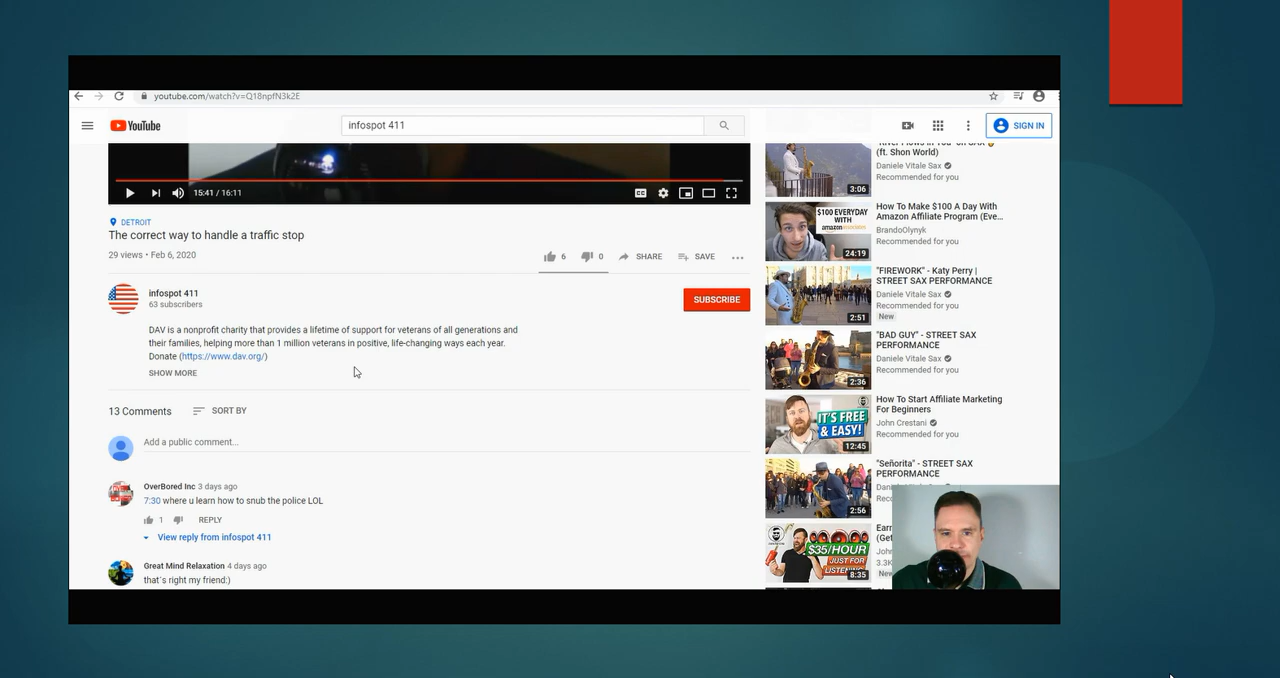 youtube.com/watch?v=Q18npfN3k2E
YouTube
infospot 411
SIGN IN
15:41 / 16:11
DETROIT
The correct way to handle a traffic stop
29 views • Feb 6, 2020
6
0
SHARE
SAVE
infospot 411
63 subscribers
SUBSCRIBE
DAV is a nonprofit charity that provides a lifetime of support for veterans of all generations and
their families, helping more than 1 million veterans in positive, life-changing ways each year.
Donate (https://www.dav.org/)
SHOW MORE
13 Comments
SORT BY
Add a public comment...
OverBored Inc 3 days ago
7:30 where u learn how to snub the police LOL
1
REPLY
View reply from infospot 411
Great Mind Relaxation 4 days ago
that´s right my friend:)
(ft. Shon World)
Daniele Vitale Sax
Recommended for you
3:06
$100 EVERYDAY
WITH
How To Make $100 A Day With
Amazon Affiliate Program (Eve...
BrandoOlynyk
Recommended for you
24:19
"FIREWORK" - Katy Perry |
STREET SAX PERFORMANCE
Daniele Vitale Sax
Recommended for you
New
2:51
"BAD GUY" - STREET SAX
PERFORMANCE
Daniele Vitale Sax
Recommended for you
2:36
IT'S FREE
& EASY!
How To Start Affiliate Marketing
For Beginners
John Crestani
Recommended for you
12:45
"Señorita" - STREET SAX
PERFORMANCE
2:56
$35/HOUR
JUST FOR
LISTENING
8:35